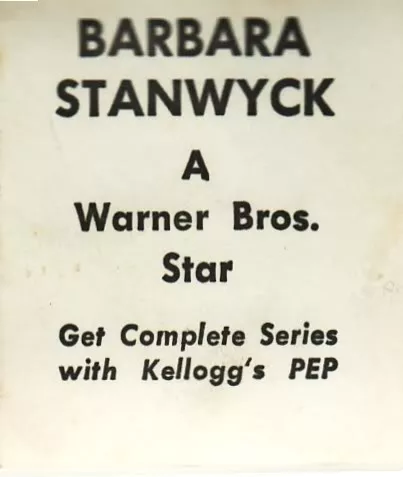 BARBARA
STANWYCK
A
Warner Bros.
Star
Get Complete Series
with Kellogg's PEP